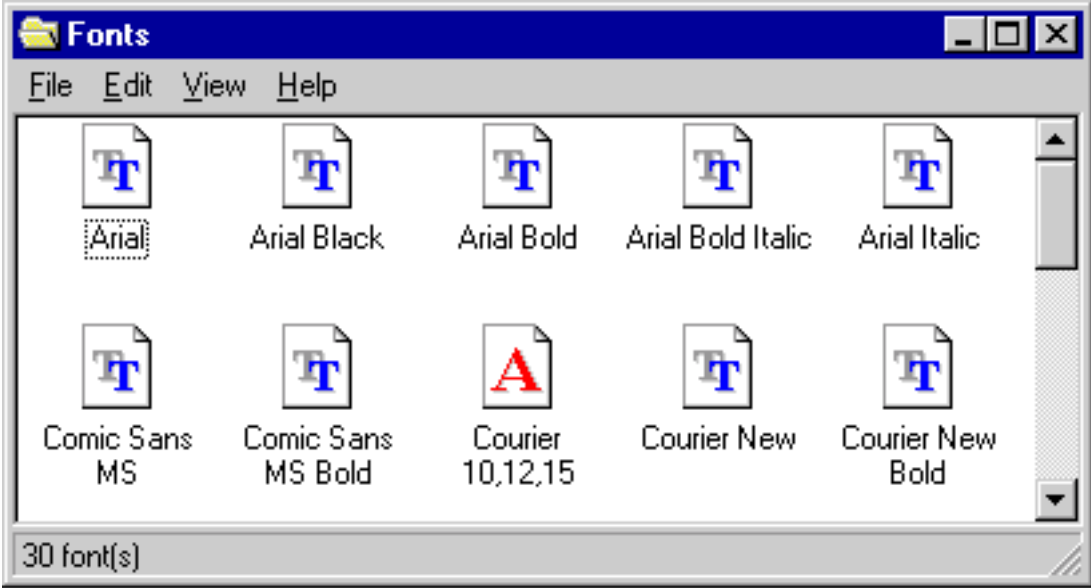 Fonts
File Edit View Help
Arial Arial Black Arial Bold Arial Bold Italic Arial Italic
Comic Sans Comic Sans Courier Courier New Courier New
MS MS Bold 10,12,15 Bold
30 font(s)